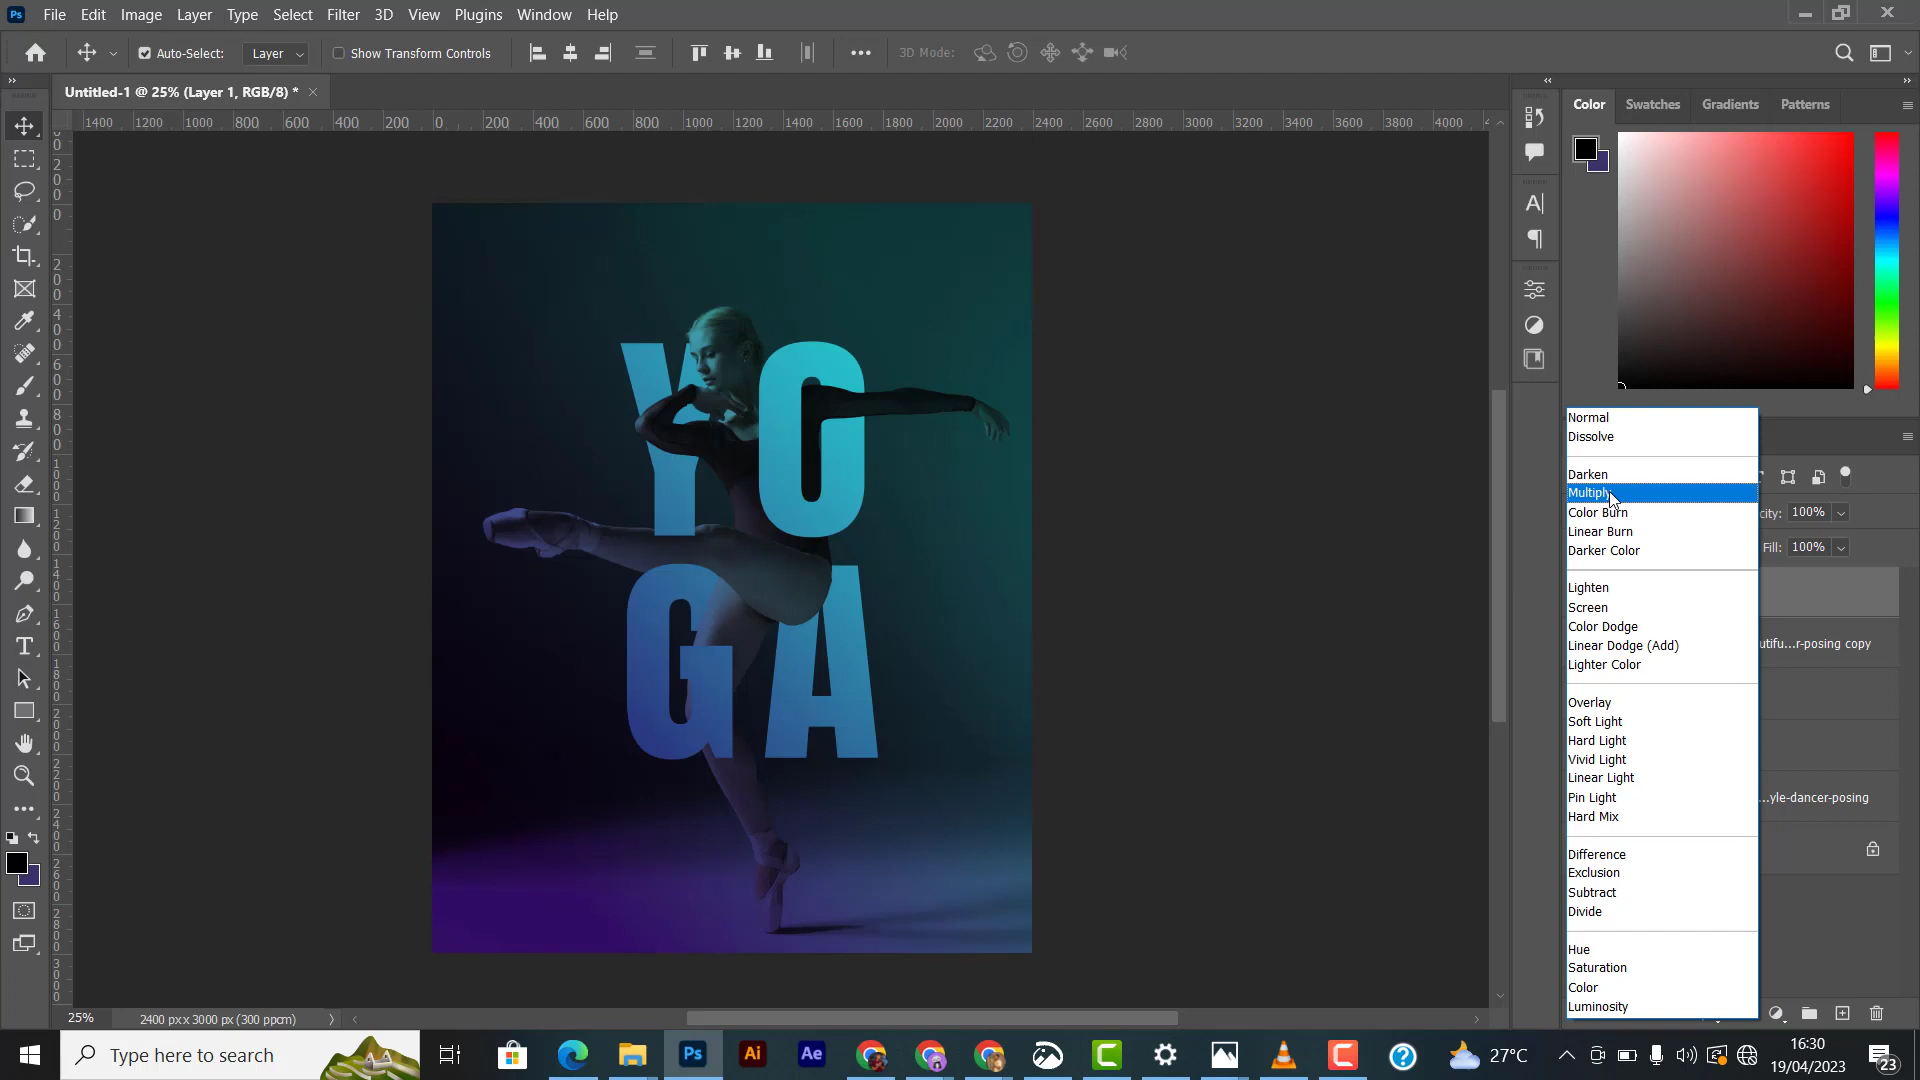 Ps File Edit Image Layer Type Select Filter 3D View Plugins Window Help
Auto-Select: Layer Show Transform Controls 3D Mode:
Untitled-1 @ 25% (Layer 1, RGB/8) *
Color Swatches Gradients Patterns
1400 1200 1000 800 600 400 200 0 200 400 600 800 1000 1200 1400 1600 1800 2000 2200 2400 2600 2800 3000 3200 3400 3600 3800 4000
YO
GA
Normal
Dissolve
Darken
Multiply
Color Burn
Linear Burn
Darker Color
Lighten
Screen
Color Dodge
Linear Dodge (Add)
Lighter Color
Overlay
Soft Light
Hard Light
Vivid Light
Linear Light
Pin Light
Hard Mix
Difference
Exclusion
Subtract
Divide
Hue
Saturation
Color
Luminosity
city: 100%
Fill: 100%
utifu...r-posing copy
...yle-dancer-posing
25% 2400 px x 3000 px (300 ppcm)
Type here to search
Ps Ai Ae
27°C
16:30
19/04/2023
23